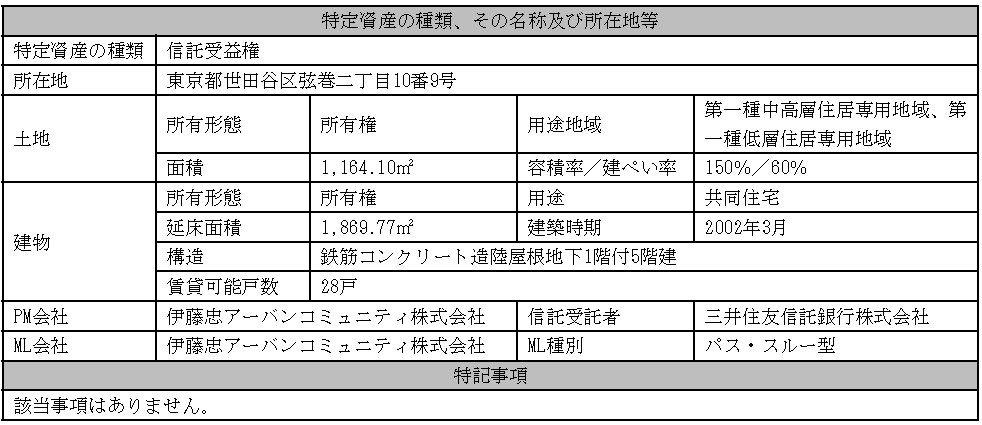 特定資産の種類、その名称及び所在地等
特定資産の種類 信託受益権
所在地 東京都世田谷区弦巻二丁目10番9号
土地 所有形態 所有権 用途地域 第一種中高層住居専用地域、第
一種低層住居専用地域
面積 1,164.10㎡ 容積率／建ぺい率 150%／60%
建物 所有形態 所有権 用途 共同住宅
延床面積 1,869.77㎡ 建築時期 2002年3月
構造 鉄筋コンクリート造陸屋根地下1階付5階建
賃貸可能戸数 28戸
PM会社 伊藤忠アーバンコミュニティ株式会社 信託受託者 三井住友信託銀行株式会社
ML会社 伊藤忠アーバンコミュニティ株式会社 ML種別 パス・スルー型
特記事項
該当事項はありません。